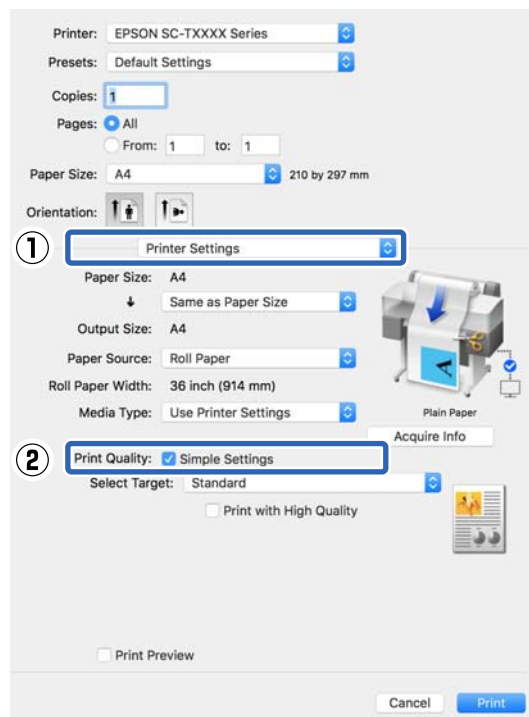 Printer: EPSON SC-TXXXX Series
Presets: Default Settings
Copies: 1
Pages: All
From: 1 to: 1
Paper Size: A4 210 by 297 mm
Orientation:
1 Printer Settings
Paper Size: A4
Same as Paper Size
Output Size: A4
Paper Source: Roll Paper
Roll Paper Width: 36 inch (914 mm)
Media Type: Use Printer Settings
Plain Paper
Acquire Info
2 Print Quality: Simple Settings
Select Target: Standard
Print with High Quality
Print Preview
Cancel Print